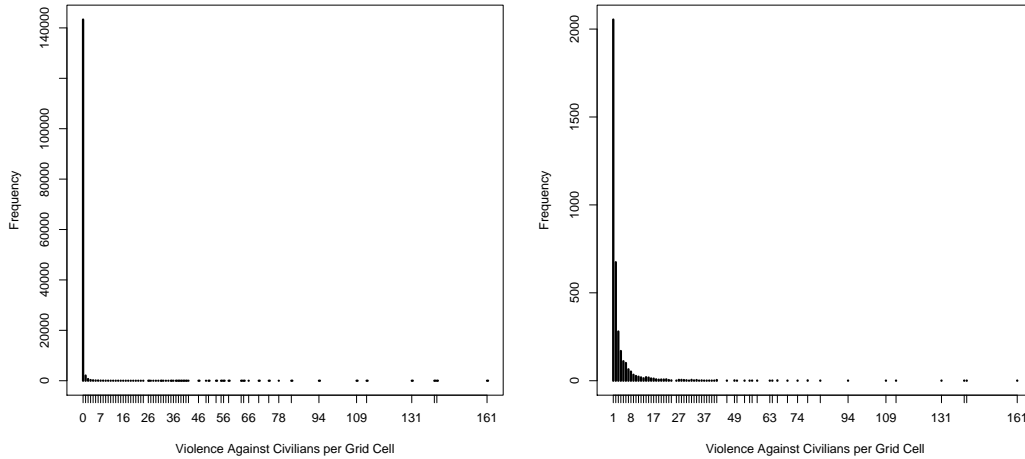 140000
100000
80000
60000
40000
20000
0
Frequency
0 7 16 26 36 46 56 66 78 94 109 131 161
Violence Against Civilians per Grid Cell
2000
1500
1000
500
0
Frequency
1 8 17 27 37 49 63 74 94 109 131 161
Violence Against Civilians per Grid Cell